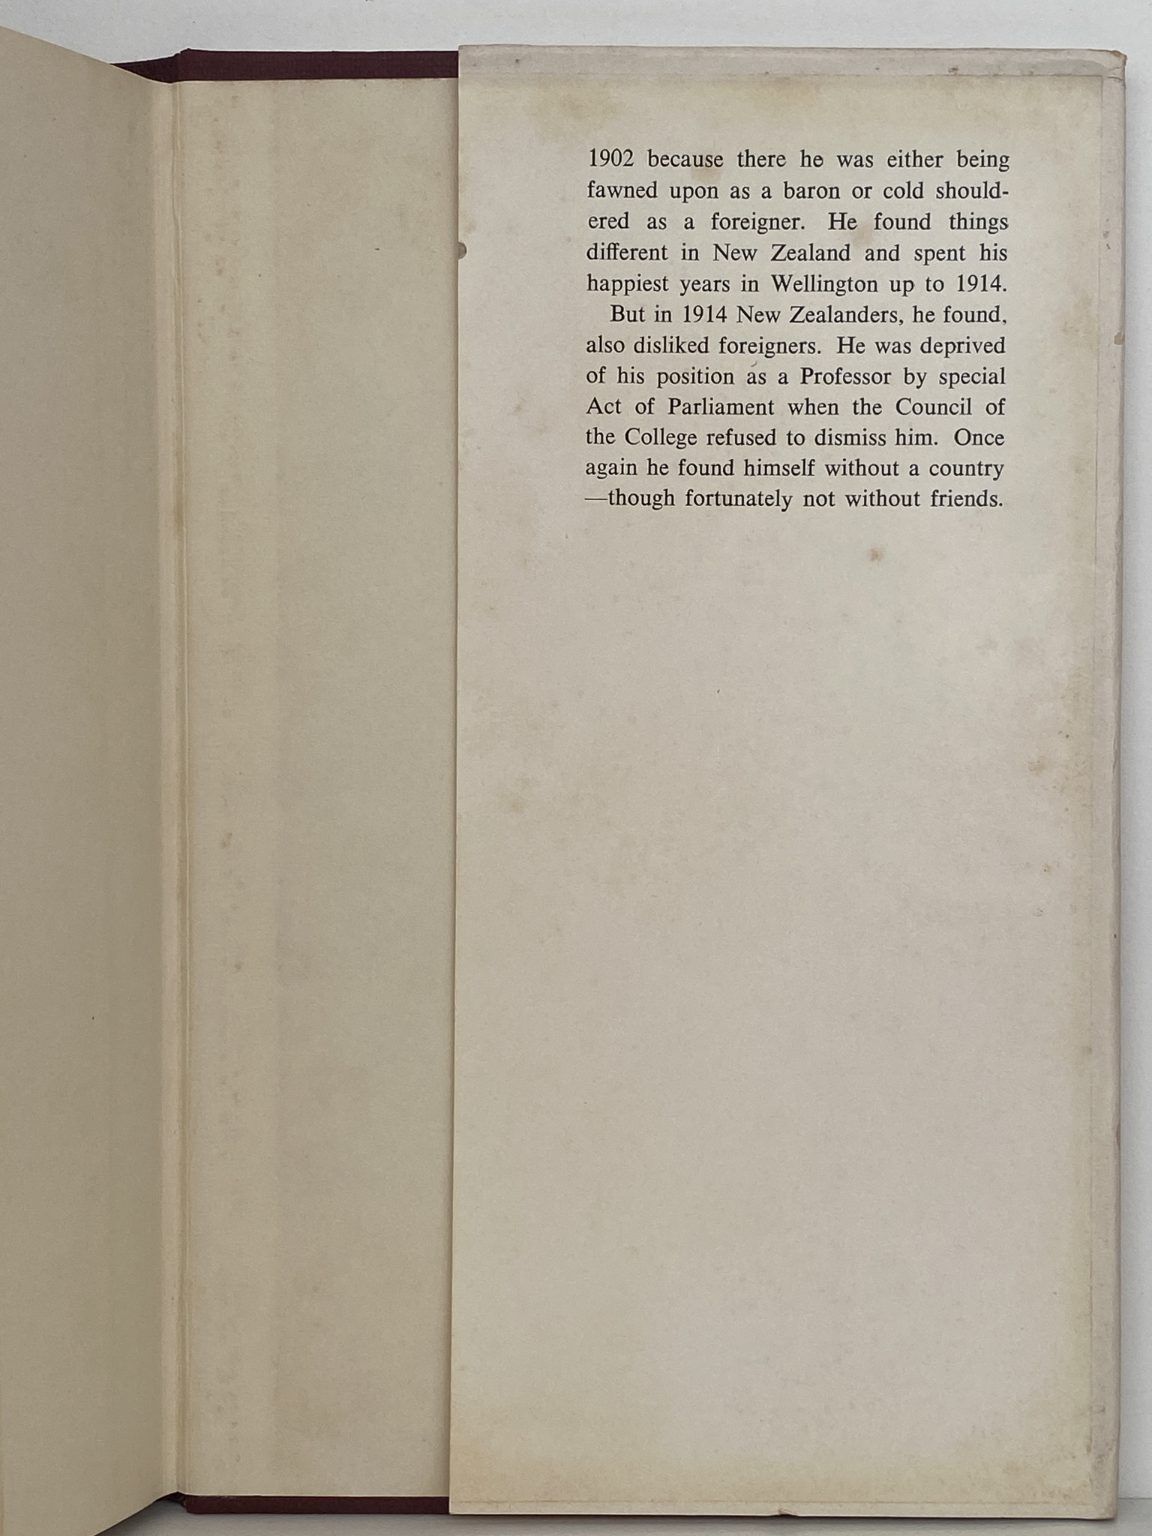 1902 because there he was either being
fawned upon as a baron or cold should-
ered as a foreigner. He found things
different in New Zealand and spent his
happiest years in Wellington up to 1914.
But in 1914 New Zealanders, he found,
also disliked foreigners. He was deprived
of his position as a Professor by special
Act of Parliament when the Council of
the College refused to dismiss him. Once
again he found himself without a country
—though fortunately not without friends.